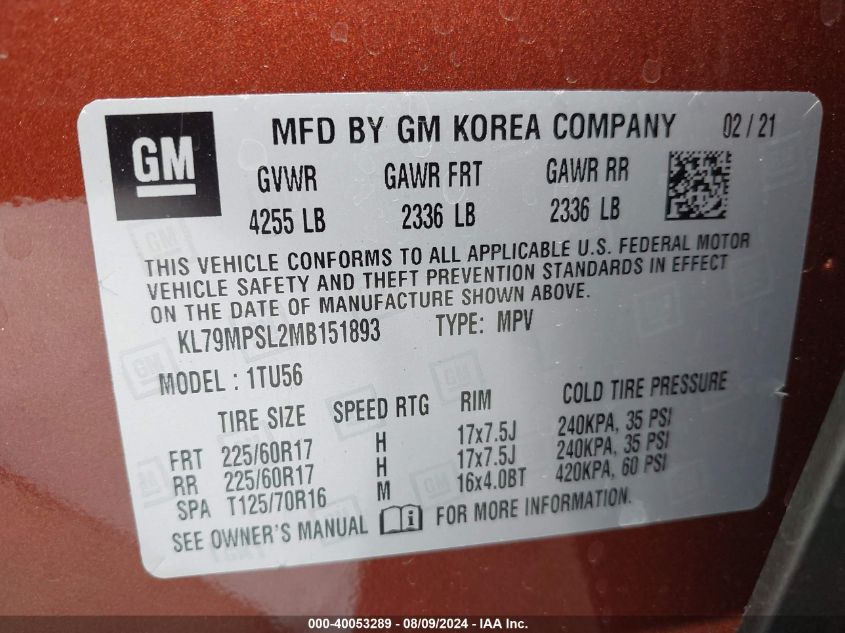 GM
MFD BY GM KOREA COMPANY 02 / 21
GVWR GAWR FRT GAWR RR
4255 LB 2336 LB 2336 LB
THIS VEHICLE CONFORMS TO ALL APPLICABLE U.S. FEDERAL MOTOR
VEHICLE SAFETY AND THEFT PREVENTION STANDARDS IN EFFECT
ON THE DATE OF MANUFACTURE SHOWN ABOVE.
KL79MPSL2MB151893 TYPE: MPV
MODEL : 1TU56
TIRE SIZE SPEED RTG RIM COLD TIRE PRESSURE
FRT 225/60R17 H 17x7.5J 240KPA, 35 PSI
RR 225/60R17 H 17x7.5J 240KPA, 35 PSI
SPA T125/70R16 M 16x4.0BT 420KPA, 60 PSI
SEE OWNER'S MANUAL FOR MORE INFORMATION.
000-40053289 - 08/09/2024 - IAA Inc.